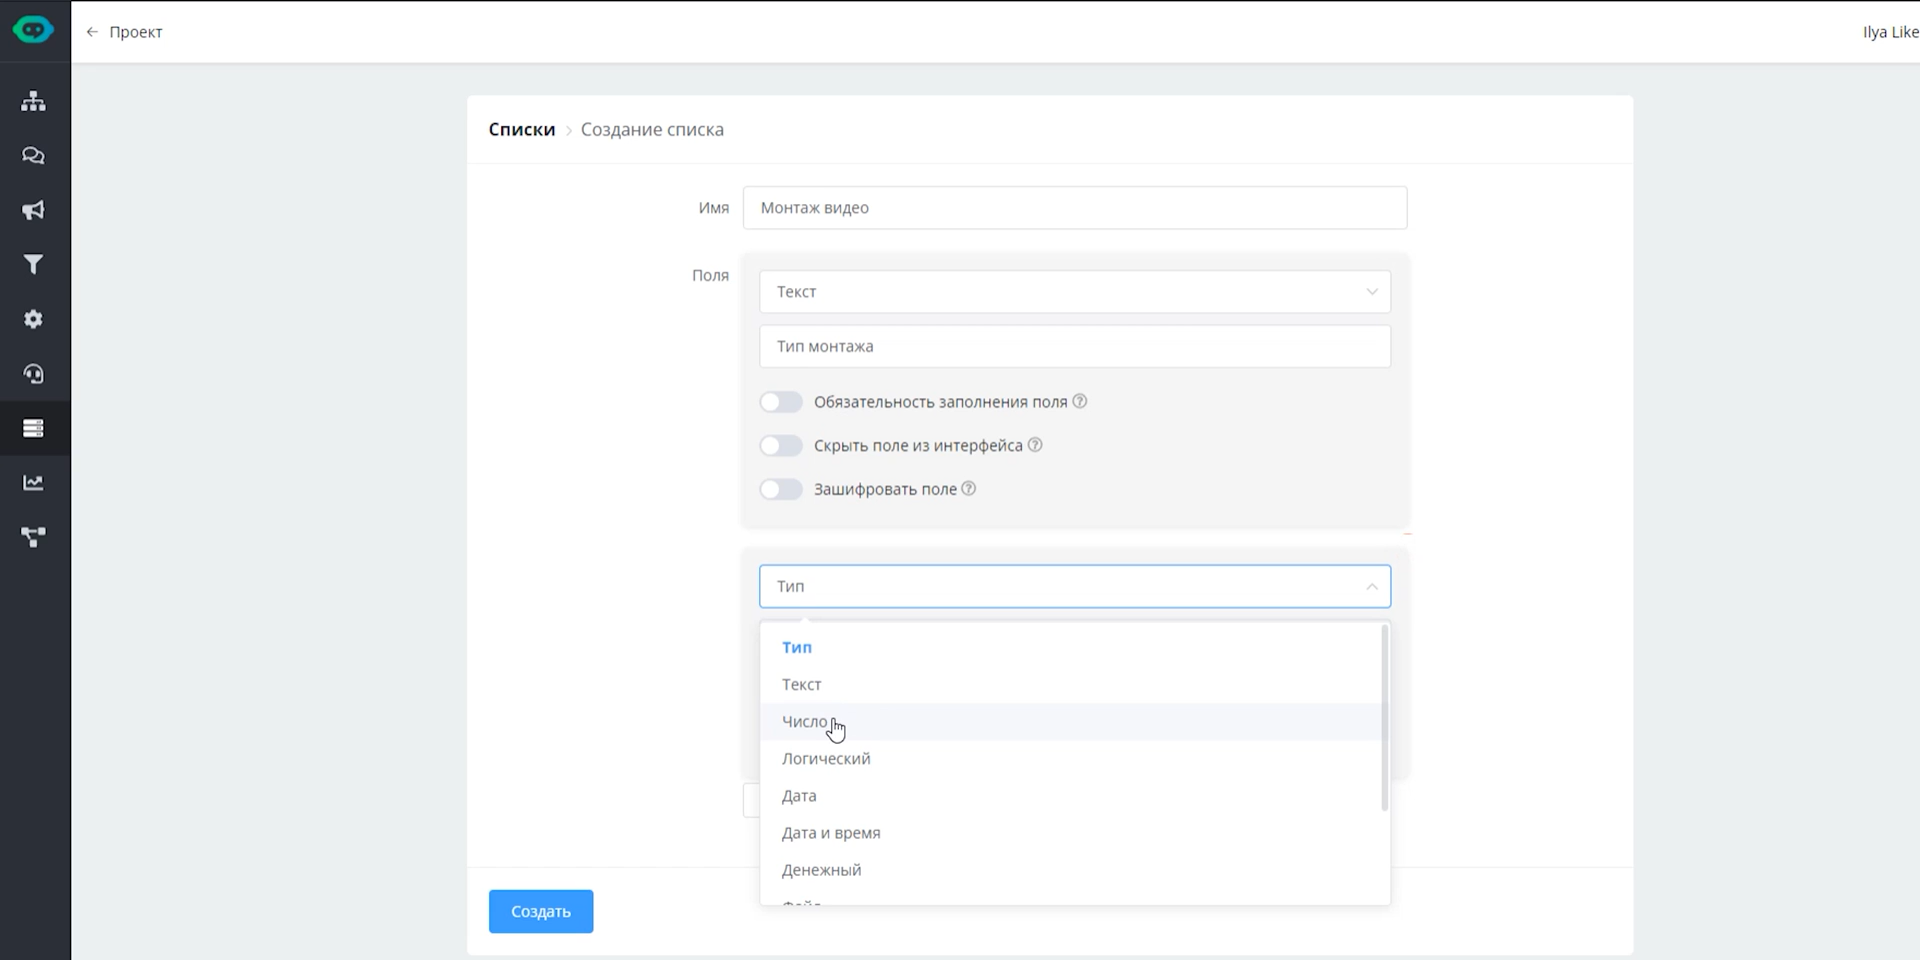 ← Проект
Ilya Like
Списки > Создание списка
Имя
Монтаж видео
Поля
Текст
Тип монтажа
Обязательность заполнения поля
Скрыть поле из интерфейса
Зашифровать поле
Тип
Тип
Текст
Число
Логический
Дата
Дата и время
Денежный
Создать